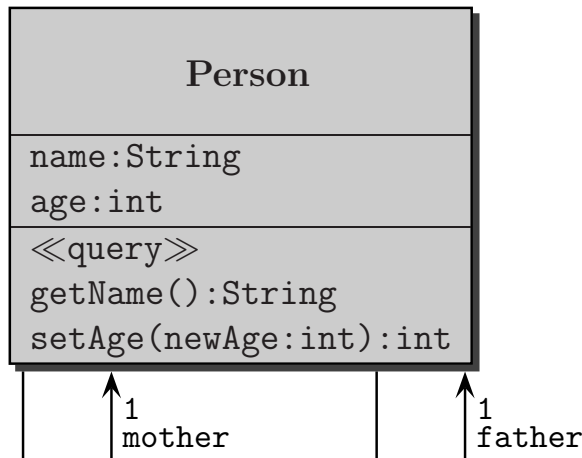 Person
name:String
age:int
≪query≫
getName():String
setAge(newAge:int):int
1
mother
1
father